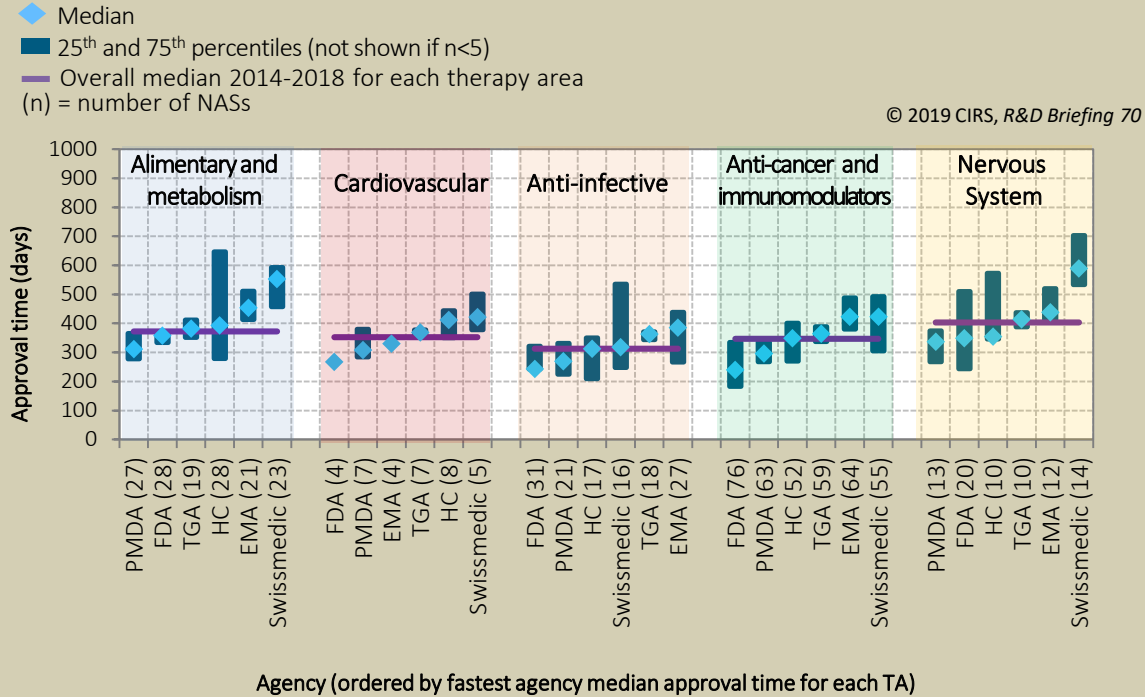 Median
25th and 75th percentiles (not shown if n<5)
Overall median 2014-2018 for each therapy area
(n) = number of NASs
© 2019 CIRS, R&D Briefing 70
Approval time (days)
1000
900
800
700
600
500
400
300
200
100
0
Alimentary and
metabolism
Cardiovascular
Anti-infective
Anti-cancer and
immunomodulators
Nervous
System
PMDA (27)
FDA (28)
TGA (19)
HC (28)
EMA (21)
Swissmedic (23)
FDA (4)
PMDA (7)
EMA (4)
TGA (7)
HC (8)
Swissmedic (5)
FDA (31)
PMDA (21)
HC (17)
Swissmedic (16)
TGA (18)
EMA (27)
FDA (76)
PMDA (63)
HC (52)
TGA (59)
EMA (64)
Swissmedic (55)
PMDA (13)
FDA (20)
HC (10)
TGA (10)
EMA (12)
Swissmedic (14)
Agency (ordered by fastest agency median approval time for each TA)